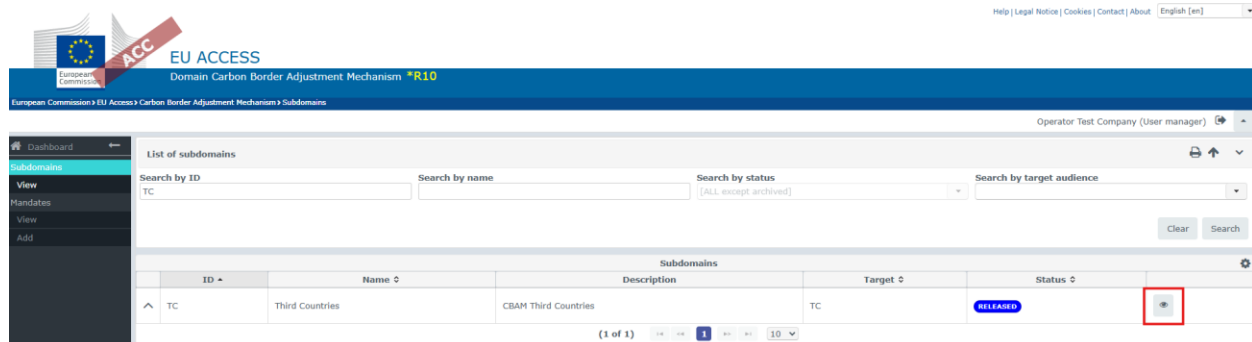 Help | Legal Notice | Cookies | Contact | About English [en]
ACC
EU ACCESS
European
Commission
Domain Carbon Border Adjustment Mechanism *R10
European Commission > EU Access > Carbon Border Adjustment Mechanism > Subdomains
Operator Test Company (User manager)
Dashboard
Subdomains
View
Mandates
View
Add
List of subdomains
Search by ID Search by name Search by status Search by target audience
TC [ALL except archived]
Clear Search
Subdomains
ID Name Description Target Status
TC Third Countries CBAM Third Countries TC RELEASED
(1 of 1) 1 10